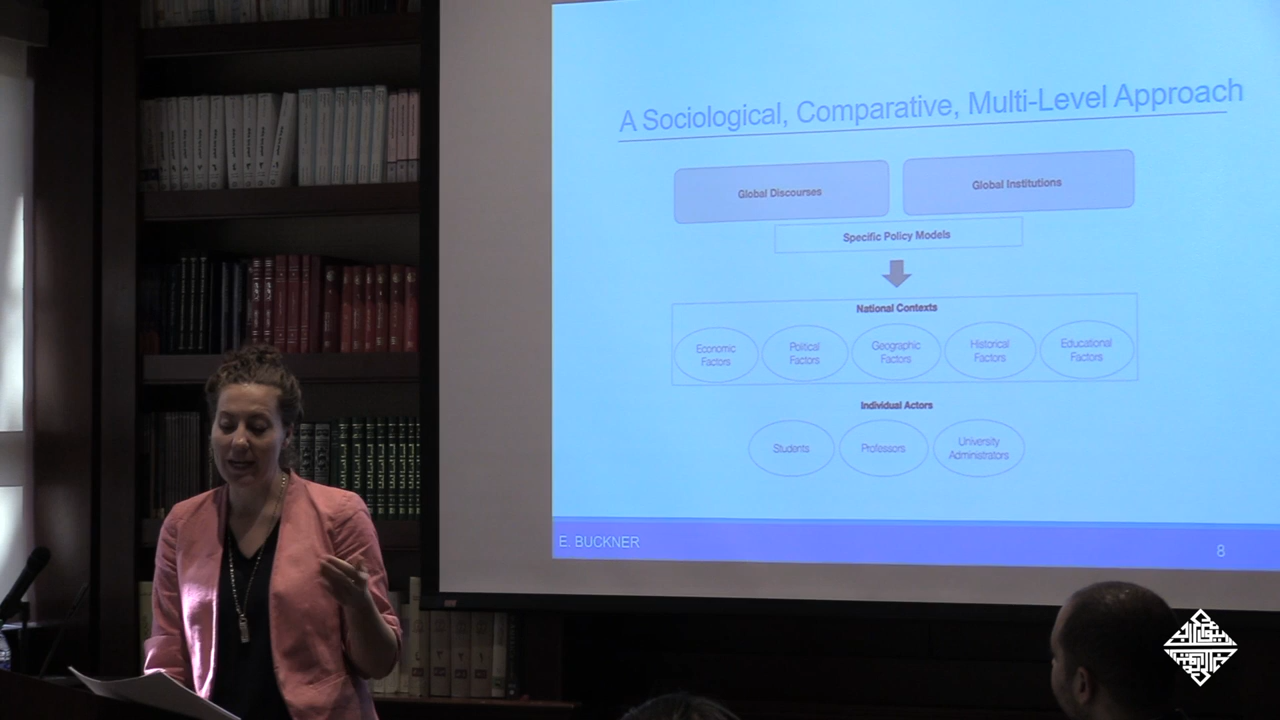 A Sociological, Comparative, Multi-Level Approach
Global Discourses
Global Institutions
Specific Policy Models
National Contexts
Economic
Factors
Political
Factors
Geographic
Factors
Historical
Factors
Educational
Factors
Individual Actors
Students
Professors
University
Administrators
E. BUCKNER
8